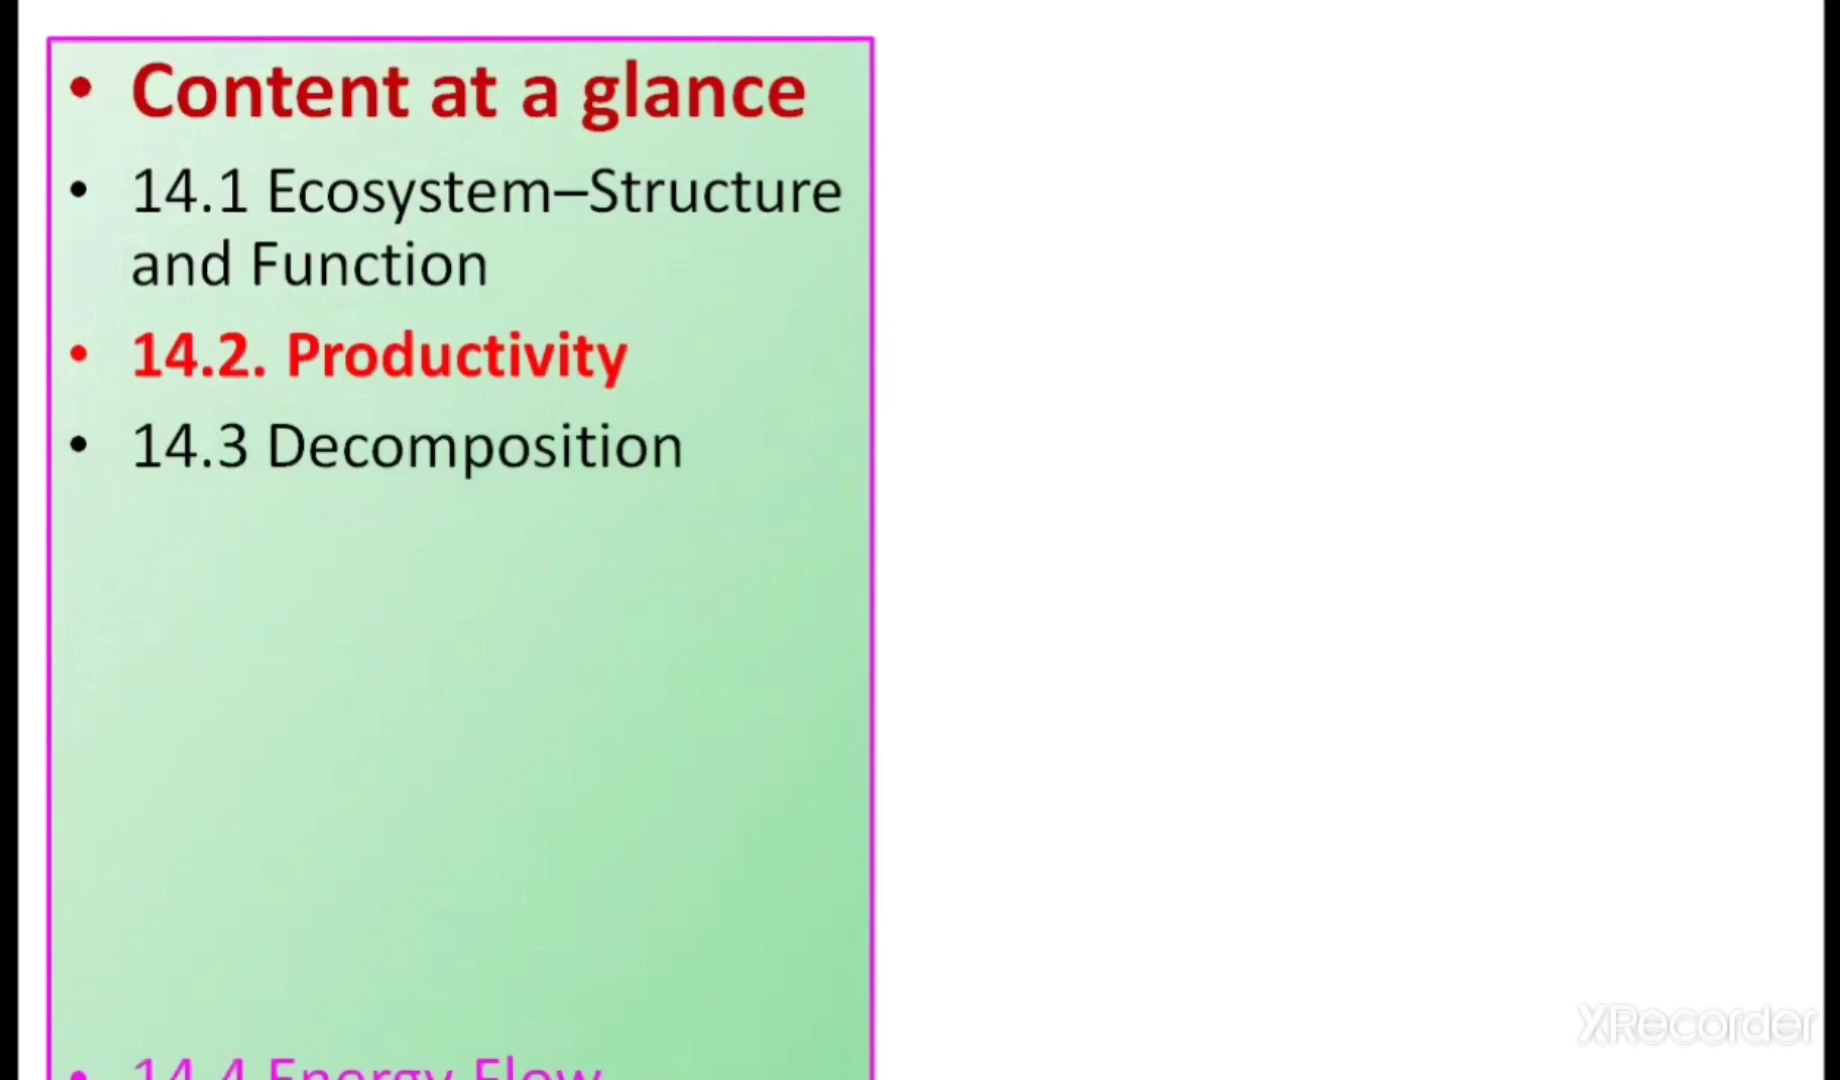 • Content at a glance
• 14.1 Ecosystem–Structure
and Function
• 14.2. Productivity
• 14.3 Decomposition
• 14.4 Energy Flow
XRecorder